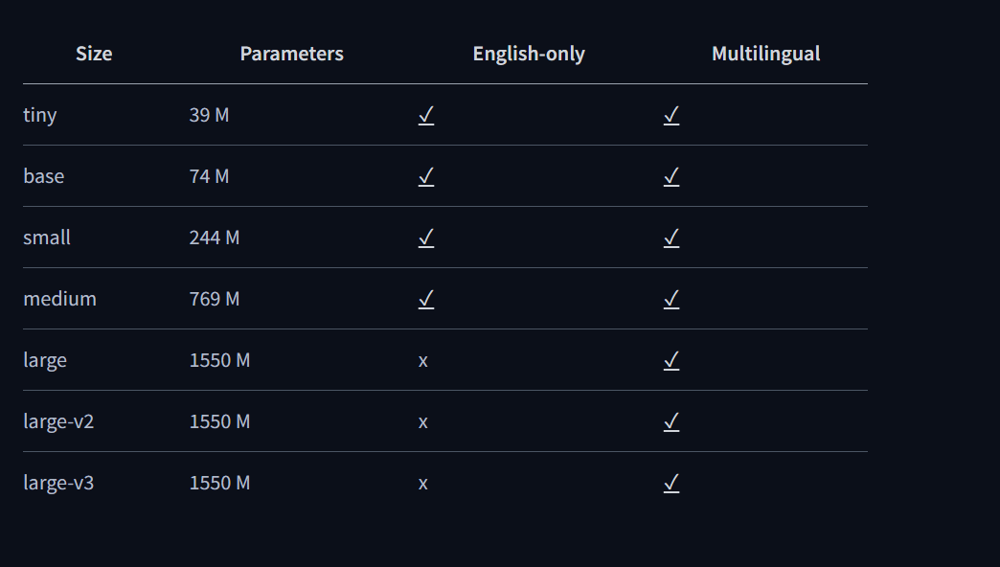 Size Parameters English-only Multilingual
tiny 39 M ✓ ✓
base 74 M ✓ ✓
small 244 M ✓ ✓
medium 769 M ✓ ✓
large 1550 M x ✓
large-v2 1550 M x ✓
large-v3 1550 M x ✓